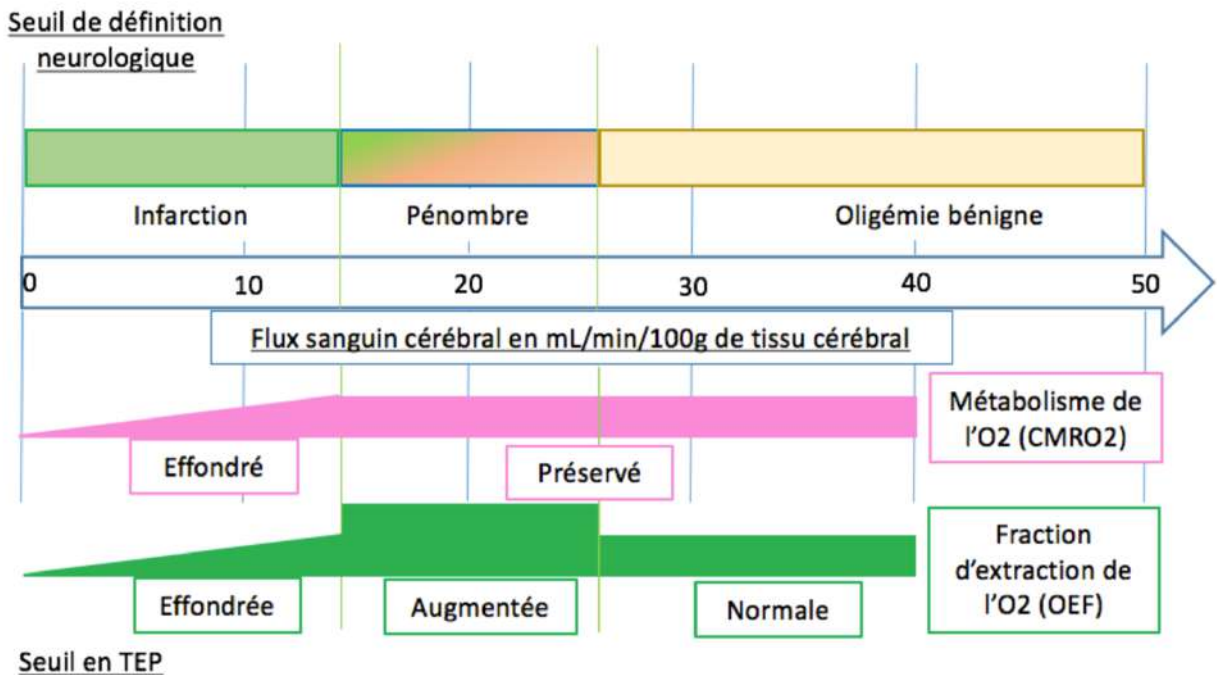 Seuil de définition
neurologique
Infarction
Pénombre
Oligémie bénigne
0
10
20
30
40
50
Flux sanguin cérébral en mL/min/100g de tissu cérébral
Métabolisme de
l'O2 (CMRO2)
Effondré
Préservé
Fraction
d'extraction de
l'O2 (OEF)
Effondrée
Augmentée
Normale
Seuil en TEP